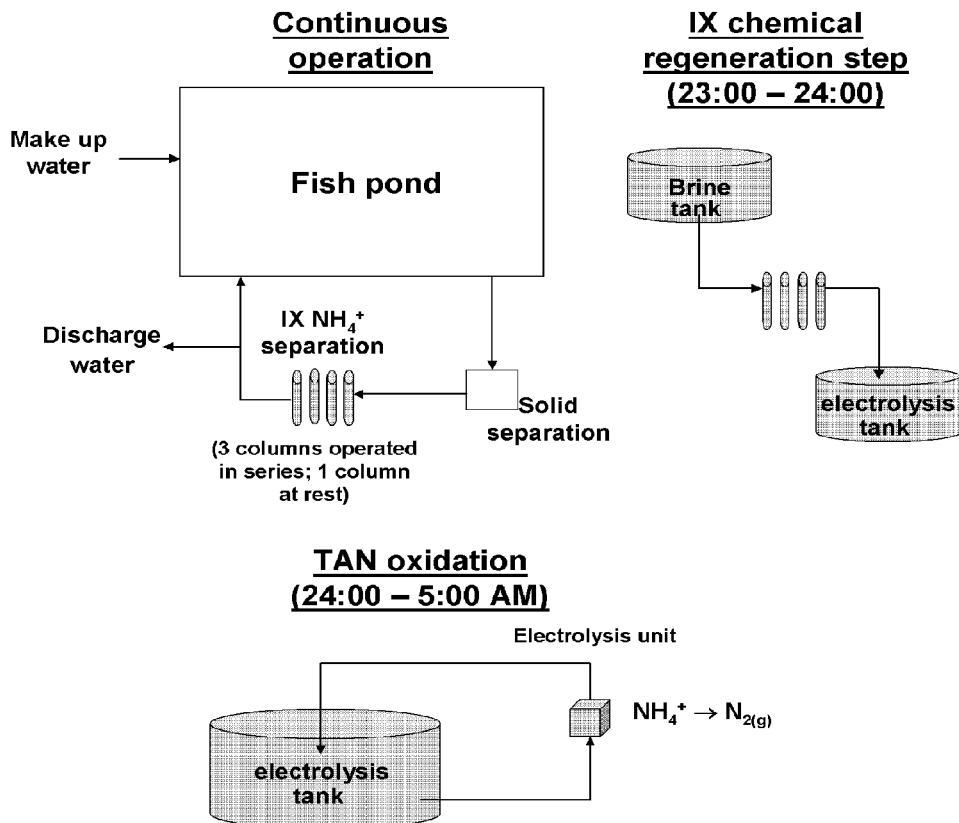 Continuous
operation
IX chemical
regeneration step
(23:00 – 24:00)
Make up
water
Fish pond
Brine
tank
Discharge
water
IX NH₄⁺
separation
Solid
separation
(3 columns operated
in series; 1 column
at rest)
electrolysis
tank
TAN oxidation
(24:00 – 5:00 AM)
Electrolysis unit
NH₄⁺ → N₂(g)
electrolysis
tank